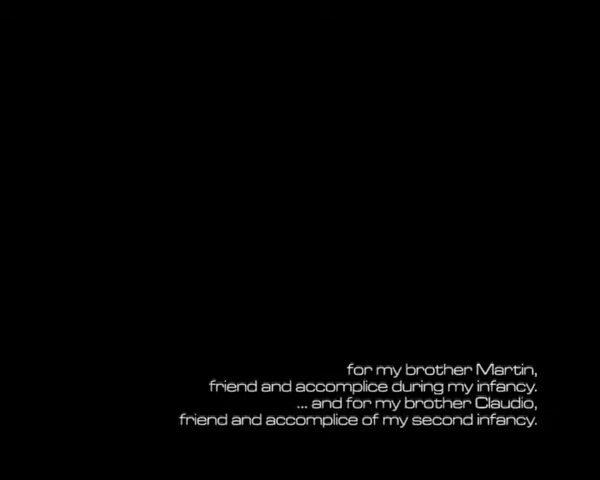 for my brother Martin,
friend and accomplice during my infancy.
... and for my brother Claudio,
friend and accomplice of my second infancy.